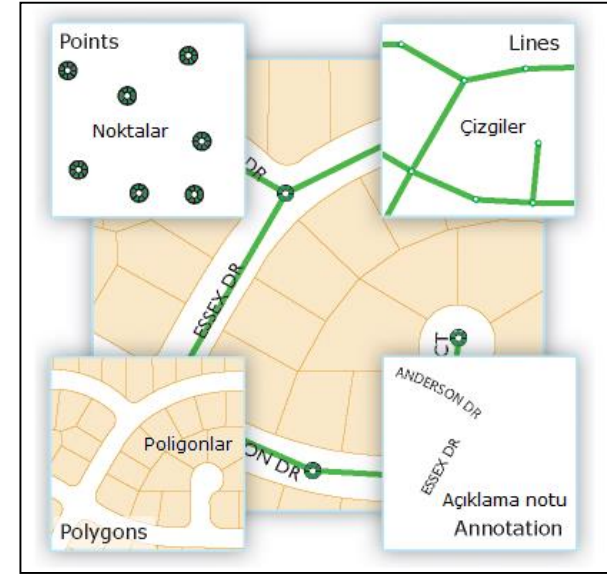 Points
Noktalar
Lines
Çizgiler
DR
ESSEX DR
CT
Poligonlar
Polygons
ON DR
ANDERSON DR
ESSEX DR
Açıklama notu
Annotation